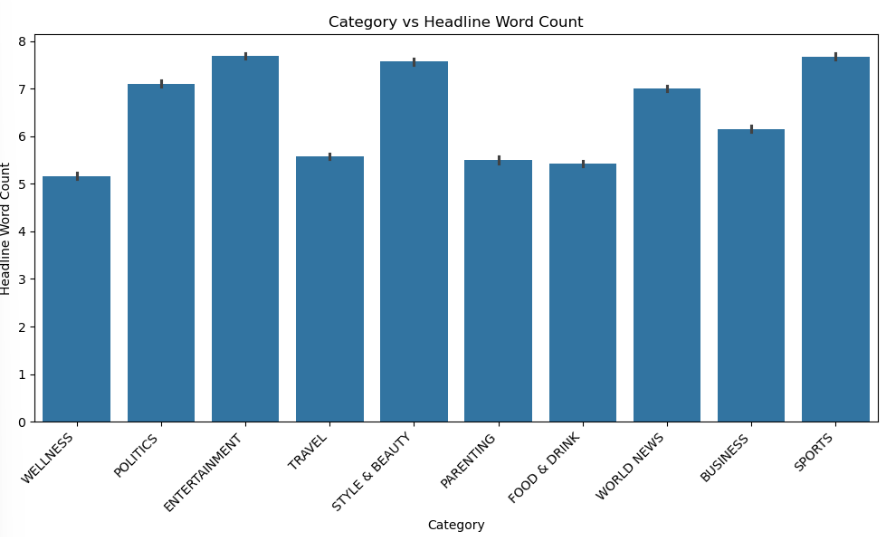 Category vs Headline Word Count
8
7
6
5
4
3
2
1
0
Headline Word Count
WELLNESS
POLITICS
ENTERTAINMENT
TRAVEL
STYLE & BEAUTY
PARENTING
FOOD & DRINK
WORLD NEWS
BUSINESS
SPORTS
Category